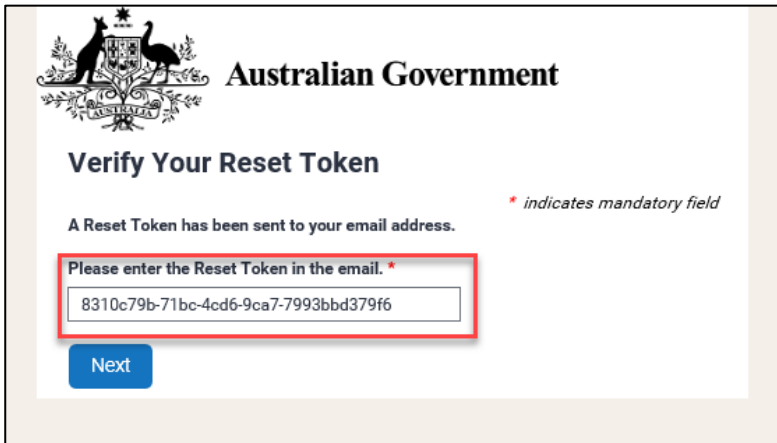 AUSTRALIA
Australian Government
Verify Your Reset Token
* indicates mandatory field
A Reset Token has been sent to your email address.
Please enter the Reset Token in the email. *
8310c79b-71bc-4cd6-9ca7-7993bbd379f6
Next